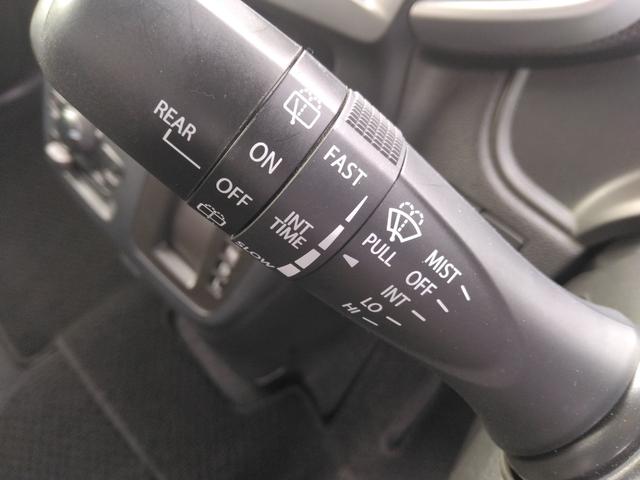 REAR
ON
OFF
FAST
INT
TIME
SLOW
PULL
MIST
OFF
INT
LO
HI